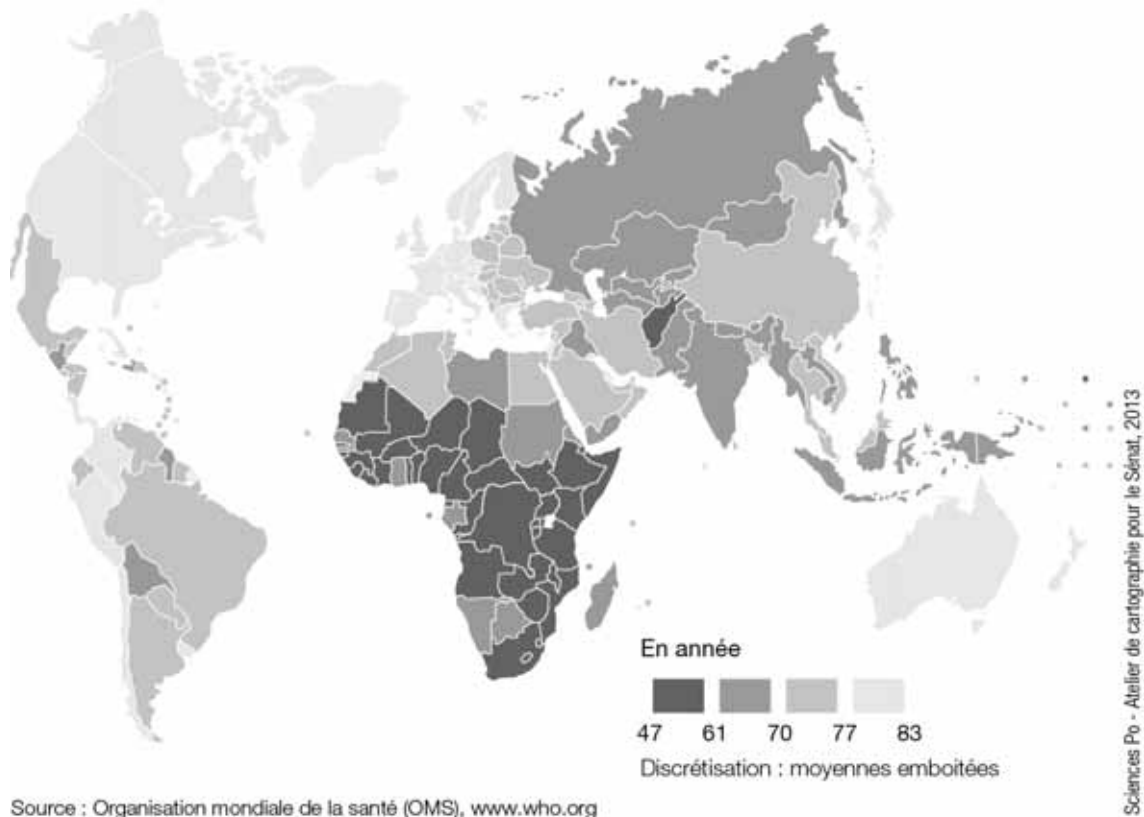 En année
47 61 70 77 83
Discrétisation : moyennes emboitées
Source : Organisation mondiale de la santé (OMS), www.who.org
Sciences Po - Atelier de cartographie pour le Sénat, 2013